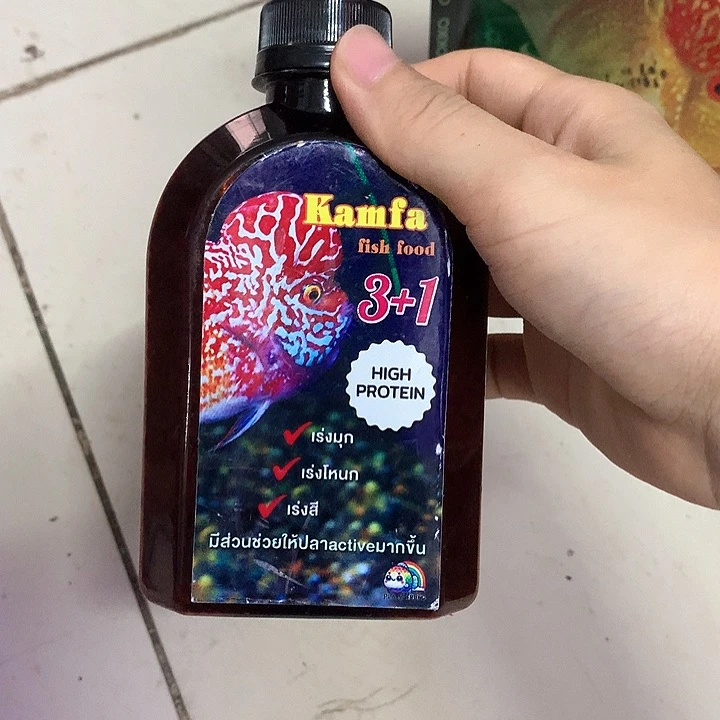 Kamfa
fish food
3+1
HIGH
PROTEIN
เร่งมุก
เร่งโหนก
เร่งสี
มีส่วนช่วยให้ปลาactiveมากขึ้น